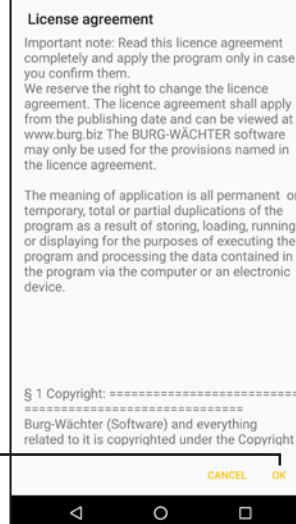 License agreement
Important note: Read this licence agreement
completely and apply the program only in case
you confirm them.
We reserve the right to change the licence
agreement. The licence agreement shall apply
from the publishing date and can be viewed at
www.burg.biz The BURG-WÄCHTER software
may only be used for the provisions named in
the licence agreement.
The meaning of application is all permanent or
temporary, total or partial duplications of the
program as a result of storing, loading, running
or displaying for the purposes of executing the
program and processing the data contained in
the program via the computer or an electronic
device.
§ 1 Copyright: ==========================
==============================
Burg-Wächter (Software) and everything
related to it is copyrighted under the Copyright
CANCEL OK